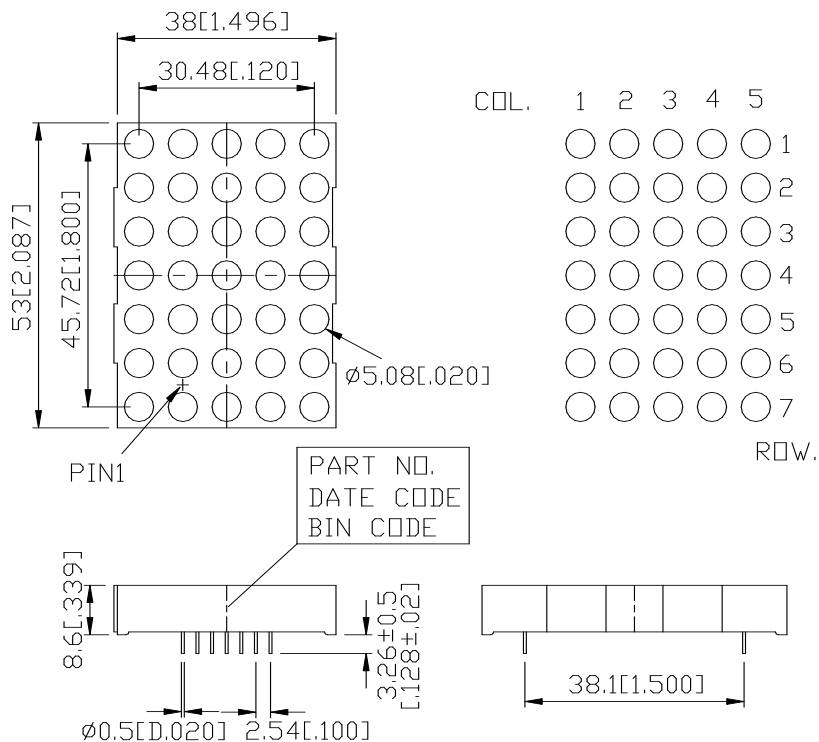 38[1.496]
30.48[.120]
53[2.087]
45.72[1.800]
Ø5.08[.020]
PIN1
COL. 1 2 3 4 5
1
2
3
4
5
6
7
ROW.
PART NO.
DATE CODE
BIN CODE
8.6[.339]
3.26±0.5
[.128±.02]
Ø0.5[D.020]
2.54[.100]
38.1[1.500]